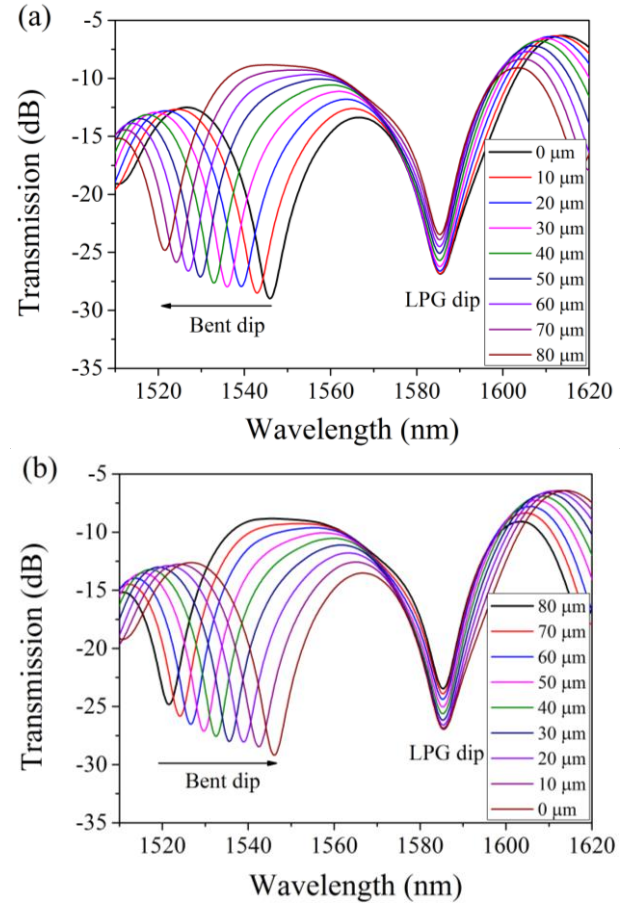 (a)
-5
-10
-15
-20
-25
-30
-35
Transmission (dB)
Bent dip
LPG dip
0 μm
10 μm
20 μm
30 μm
40 μm
50 μm
60 μm
70 μm
80 μm
1520 1540 1560 1580 1600 1620
Wavelength (nm)
(b)
-5
-10
-15
-20
-25
-30
-35
Transmission (dB)
Bent dip
LPG dip
80 μm
70 μm
60 μm
50 μm
40 μm
30 μm
20 μm
10 μm
0 μm
1520 1540 1560 1580 1600 1620
Wavelength (nm)